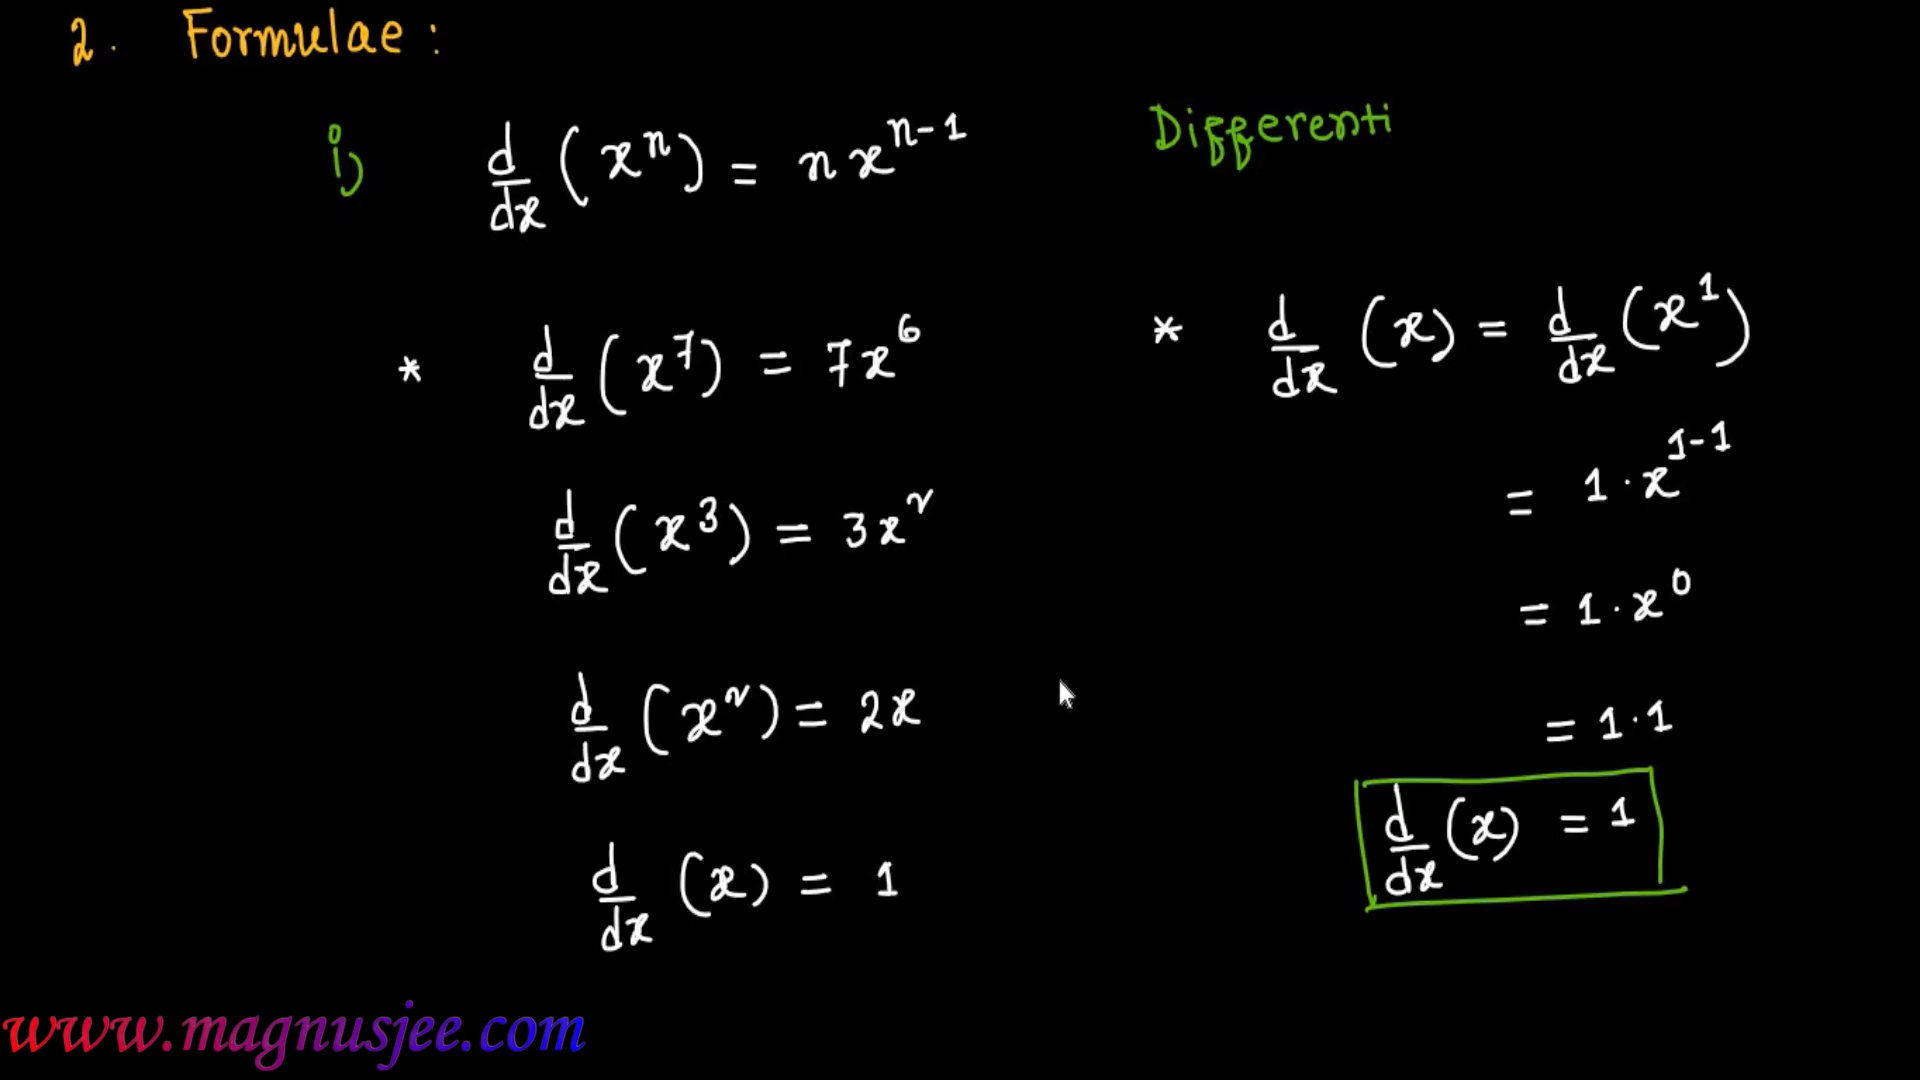 2. Formulae :
i) d/dx (x^n) = n x^(n-1)
Differenti
* d/dx (x^7) = 7x^6
d/dx (x^3) = 3x^2
d/dx (x^2) = 2x
d/dx (x) = 1
* d/dx (x) = d/dx (x^1)
= 1 · x^(1-1)
= 1 · x^0
= 1 · 1
d/dx (x) = 1
www.magnusjee.com